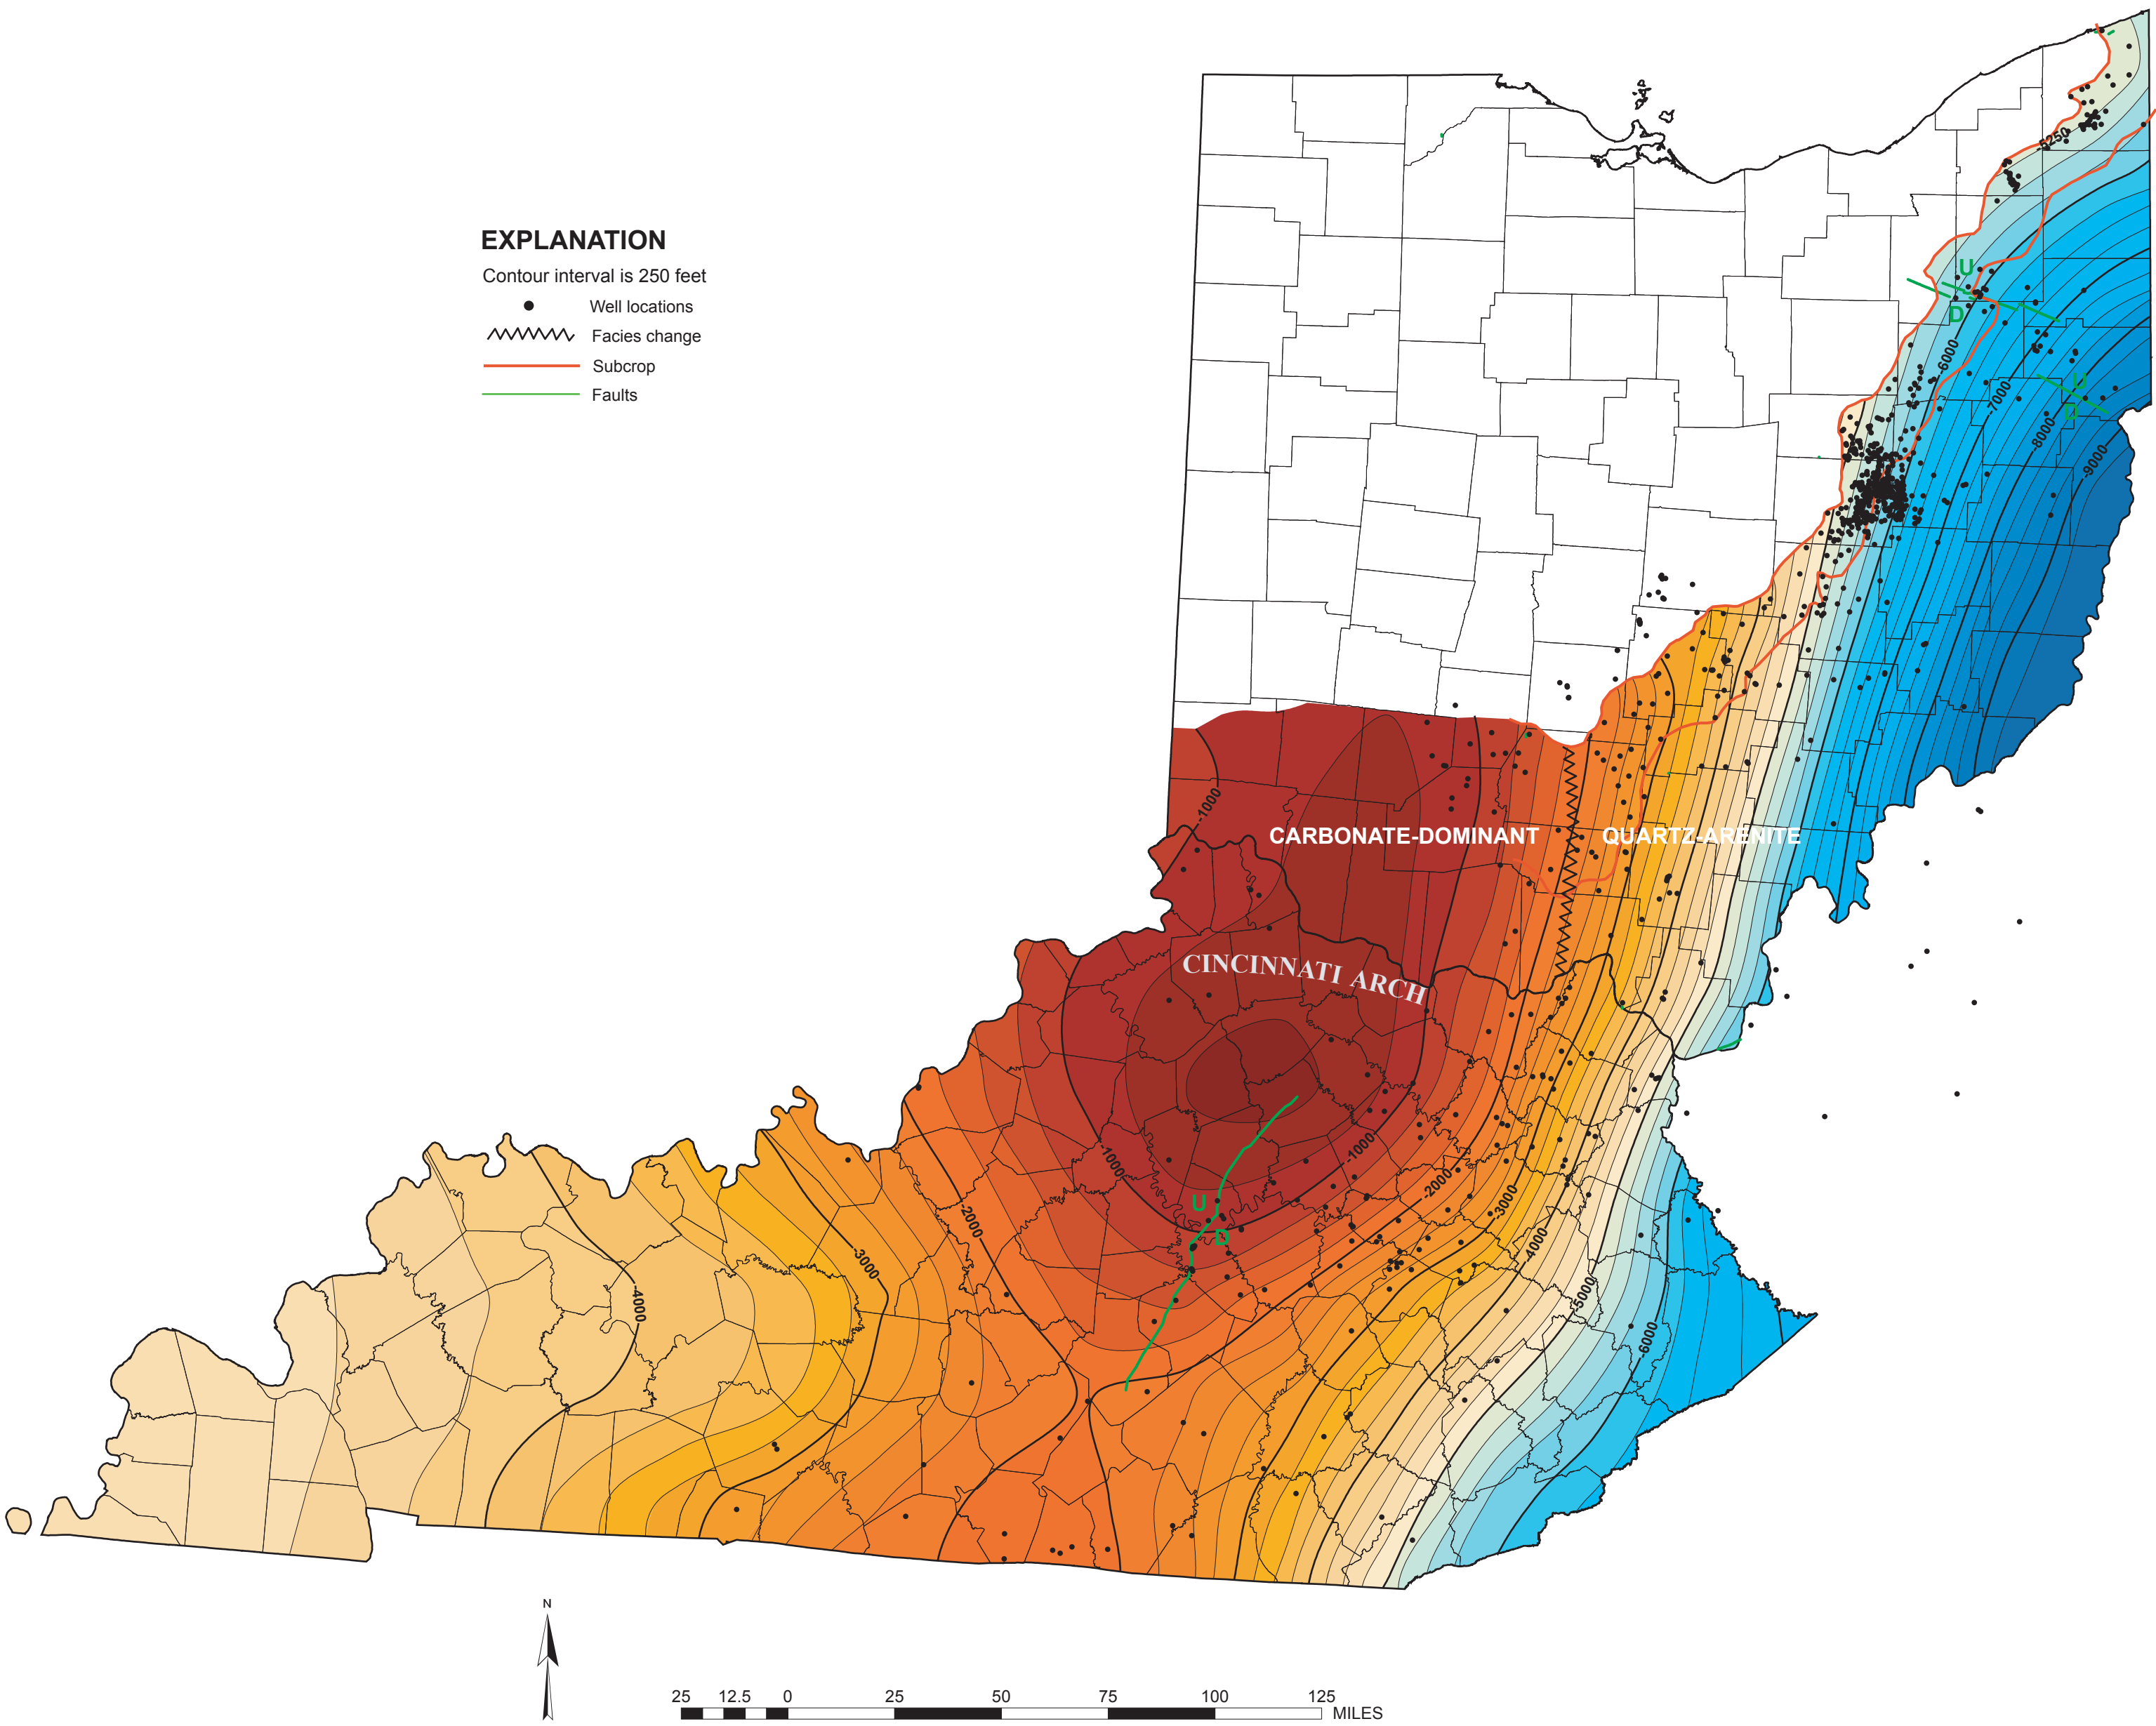 EXPLANATION
Contour interval is 250 feet
Well locations
Facies change
Subcrop
Faults
-5250
U
D
-6000
-7000
U
D
-8000
-9000
-1000
CARBONATE-DOMINANT
QUARTZ-ARENITE
CINCINNATI ARCH
-1000
-1000
-2000
U
D
-2000
-3000
-3000
-4000
-4000
-5000
-6000
N
25 12.5 0 25 50 75 100 125
MILES